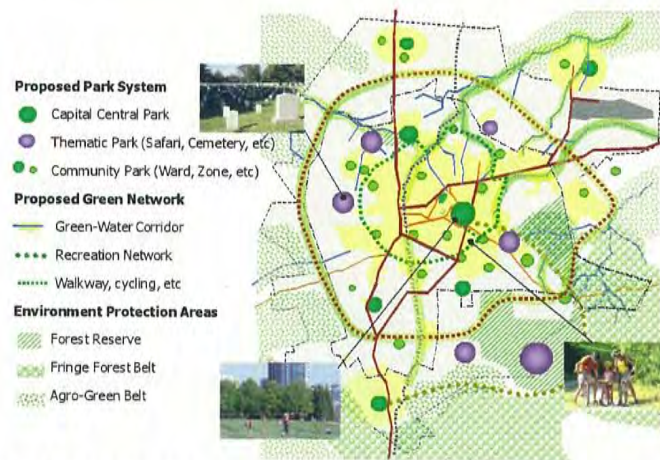 Proposed Park System
Capital Central Park
Thematic Park (Safari, Cemetery, etc)
Community Park (Ward, Zone, etc)
Proposed Green Network
Green-Water Corridor
Recreation Network
Walkway, cycling, etc
Environment Protection Areas
Forest Reserve
Fringe Forest Belt
Agro-Green Belt